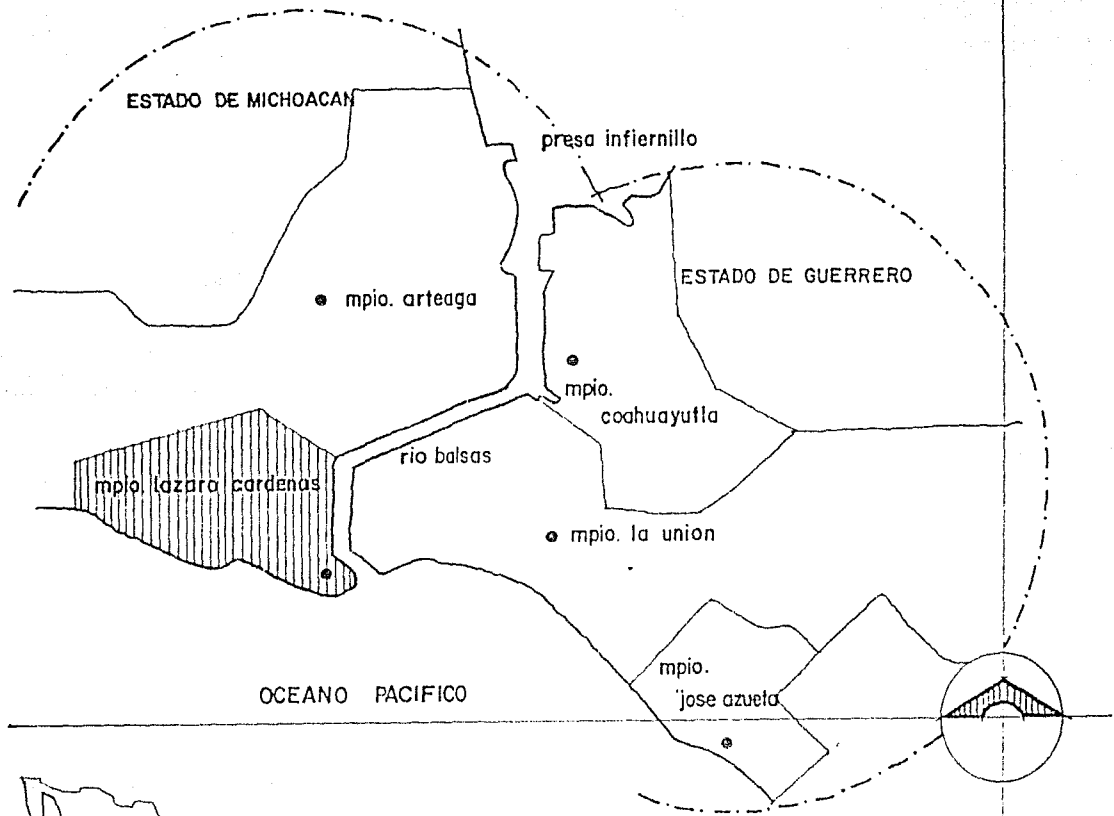 ESTADO DE MICHOACAN
presa infiernillo
ESTADO DE GUERRERO
mpio. arteaga
mpio.
coahuayutla
rio balsas
mpio. lazaro cardenas
mpio. la union
mpio.
jose azueta
OCEANO PACIFICO